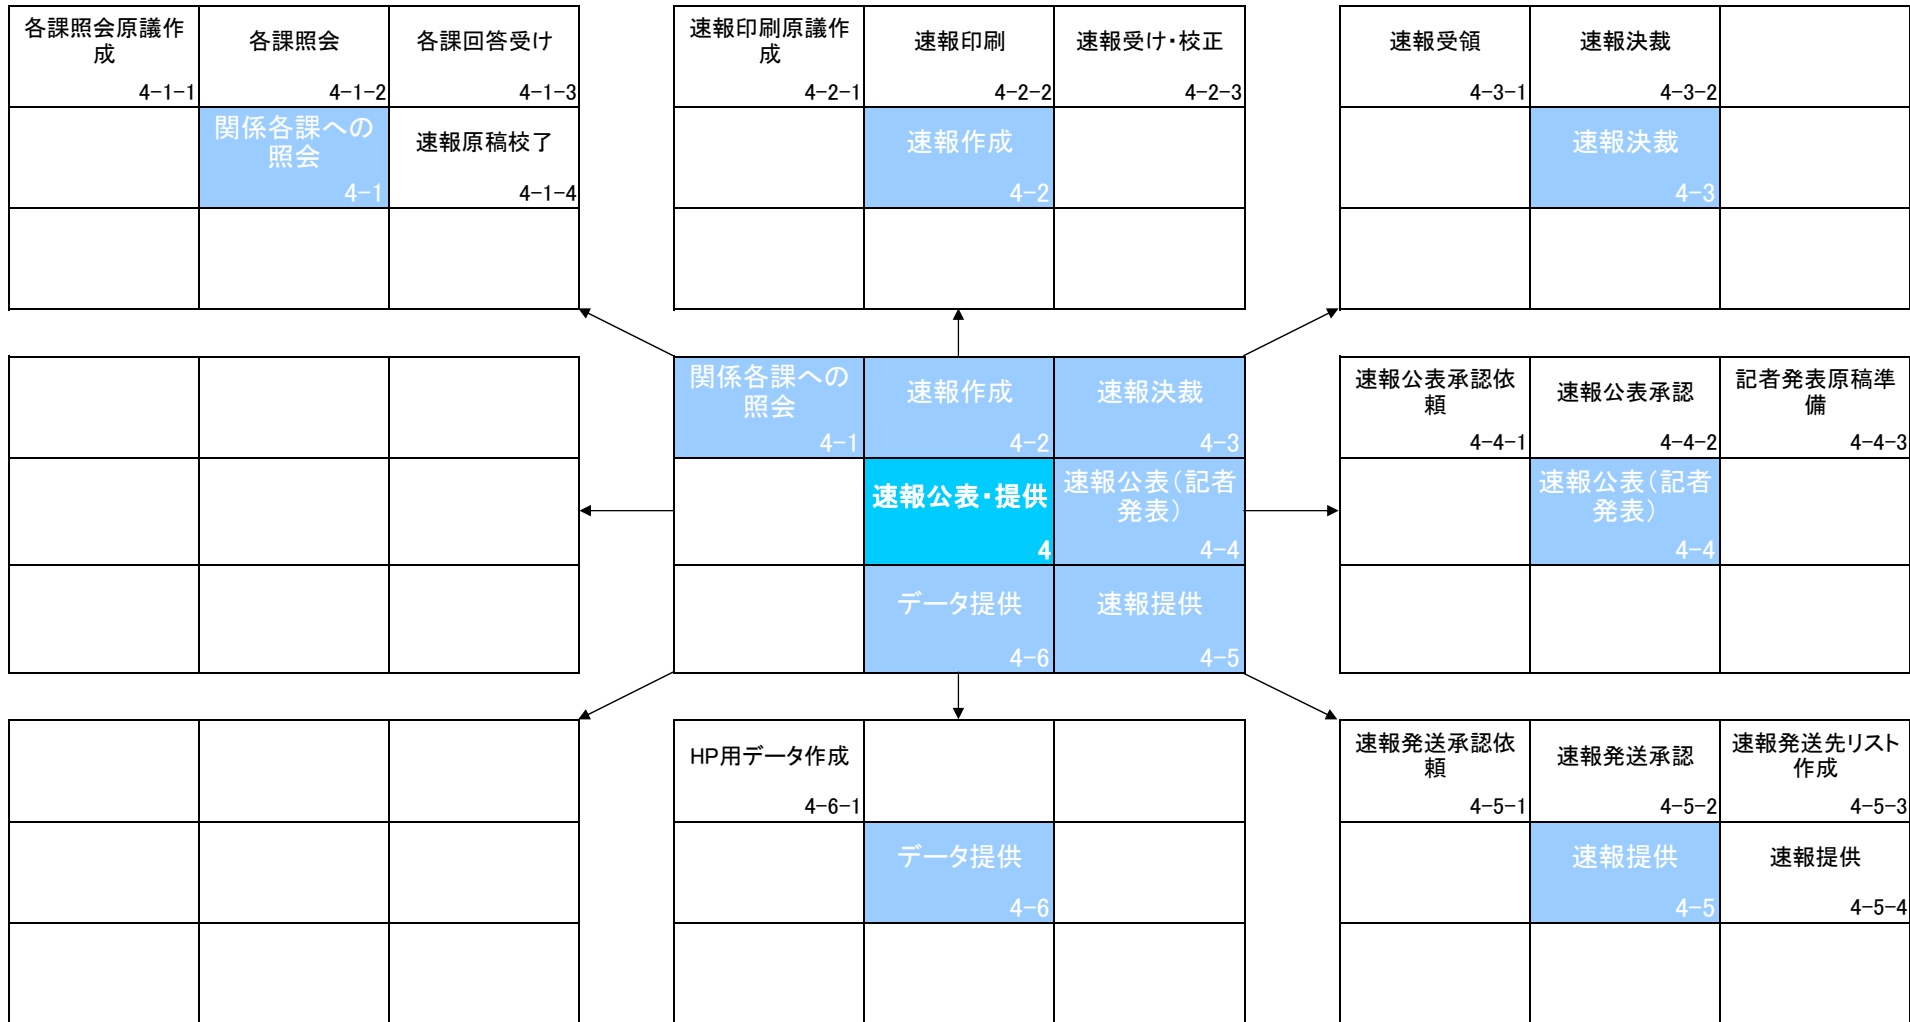 各課照会原議作
成
4-1-1
各課照会
4-1-2
各課回答受け
4-1-3
関係各課への
照会
4-1
速報原稿校了
4-1-4
速報印刷原議作
成
4-2-1
速報印刷
4-2-2
速報受け・校正
4-2-3
速報作成
4-2
速報受領
4-3-1
速報決裁
4-3-2
速報決裁
4-3
関係各課への
照会
4-1
速報作成
4-2
速報決裁
4-3
速報公表・提供
4
速報公表(記者
発表)
4-4
データ提供
4-6
速報提供
4-5
速報公表承認依
頼
4-4-1
速報公表承認
4-4-2
記者発表原稿準
備
4-4-3
速報公表(記者
発表)
4-4
HP用データ作成
4-6-1
データ提供
4-6
速報発送承認依
頼
4-5-1
速報発送承認
4-5-2
速報発送先リスト
作成
4-5-3
速報提供
4-5
速報提供
4-5-4